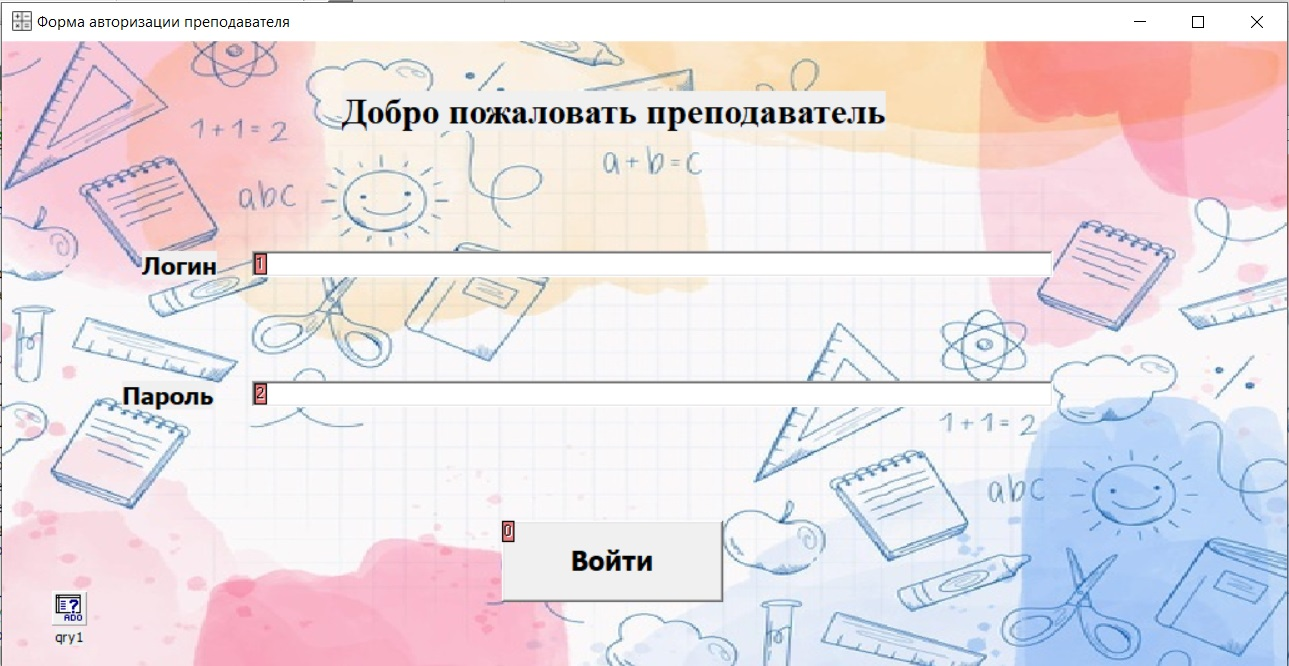 Форма авторизации преподавателя
Добро пожаловать преподаватель
1+1=2
a+b=c
abc
Логин
1
Пароль
2
1+1=2
abc
0
Войти
ADO
qry1